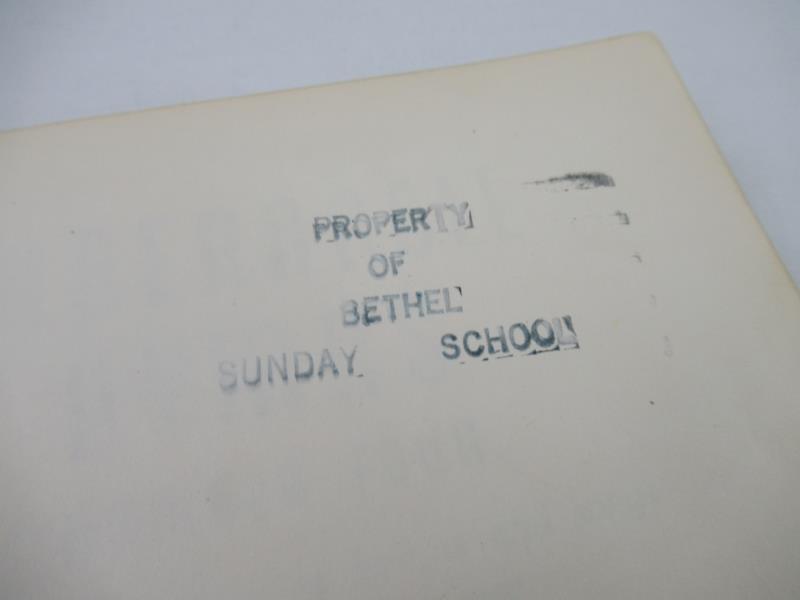 PROPERTY
OF
BETHEL
SUNDAY SCHOOL